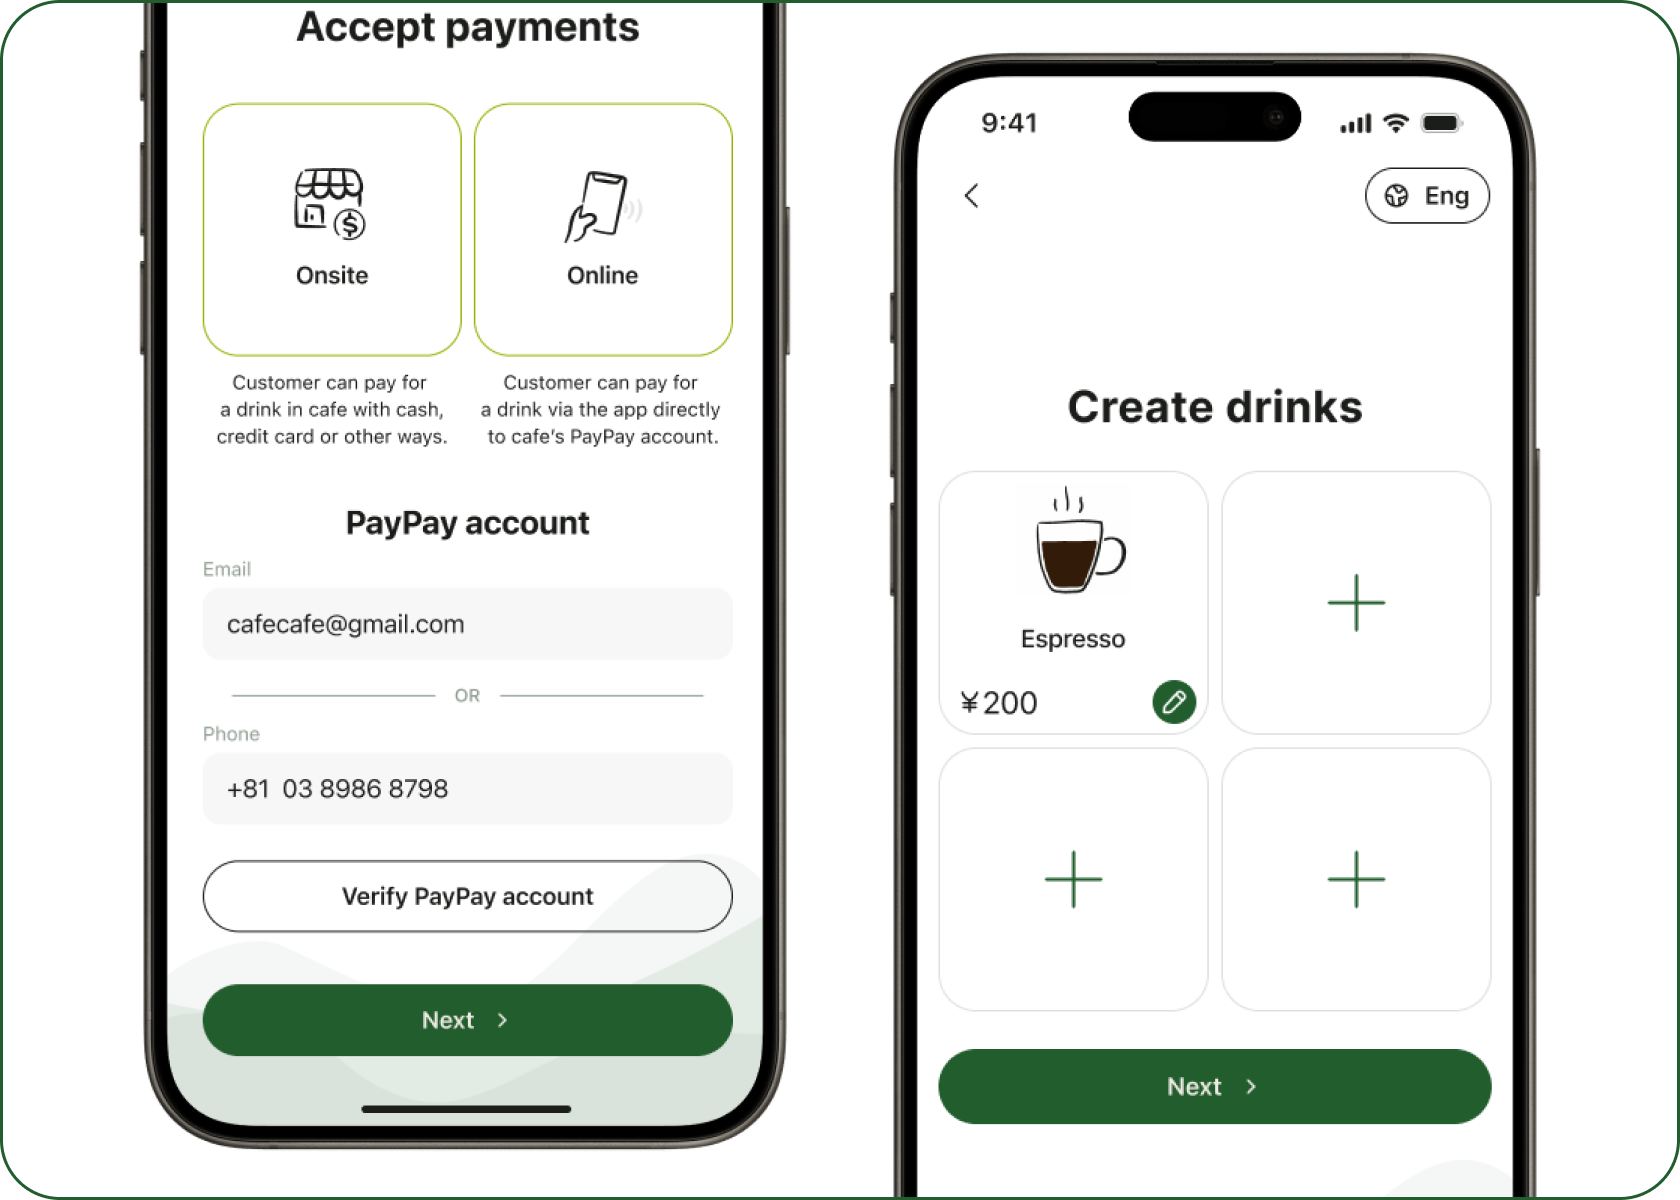 Accept payments
Onsite
Online
Customer can pay for
a drink in cafe with cash,
credit card or other ways.
Customer can pay for
a drink via the app directly
to cafe's PayPay account.
PayPay account
Email
cafecafe@gmail.com
OR
Phone
+81 03 8986 8798
Verify PayPay account
Next >
9:41
Eng
Create drinks
Espresso
¥200
Next >